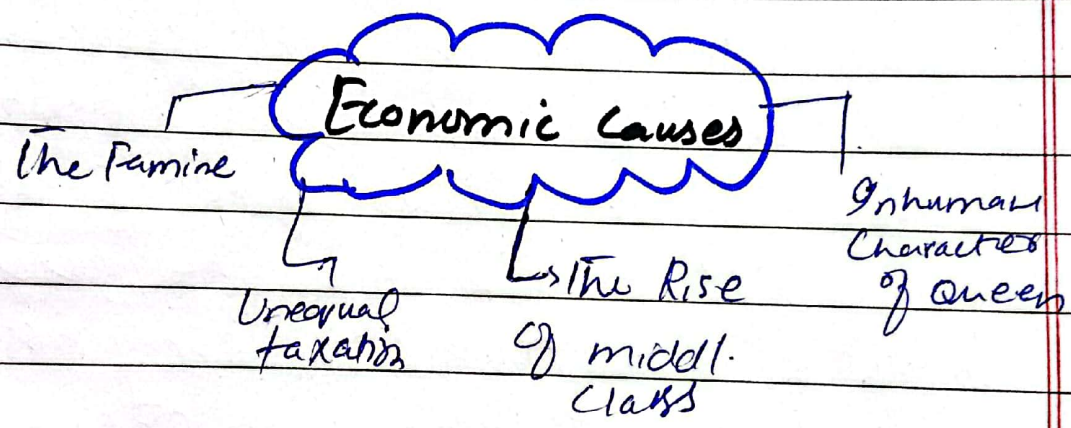 Economic Causes
The Famine
Unequal
taxation
The Rise
of middl.
class
Inhuman
Character
of Queen